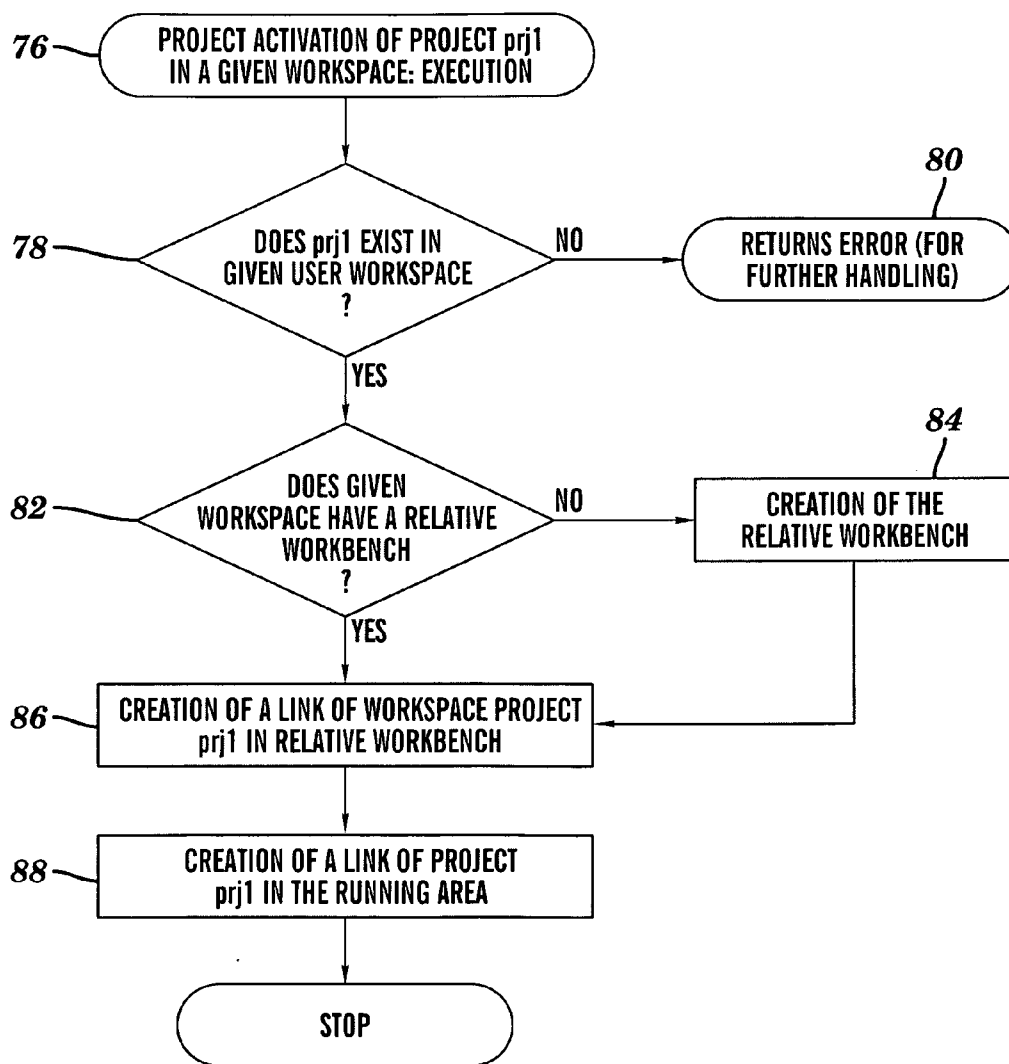 76
PROJECT ACTIVATION OF PROJECT prj1
IN A GIVEN WORKSPACE: EXECUTION
78
DOES prj1 EXIST IN
GIVEN USER WORKSPACE
?
NO
80
RETURNS ERROR (FOR
FURTHER HANDLING)
YES
82
DOES GIVEN
WORKSPACE HAVE A RELATIVE
WORKBENCH
?
NO
84
CREATION OF THE
RELATIVE WORKBENCH
YES
86
CREATION OF A LINK OF WORKSPACE PROJECT
prj1 IN RELATIVE WORKBENCH
88
CREATION OF A LINK OF PROJECT
prj1 IN THE RUNNING AREA
STOP